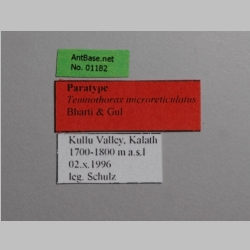 AntBase.net
No. 01182
Paratype
Temnothorax microreticulatus
Bharti & Gul
Kullu Valley, Kalath
1700-1800 m a.s.l
02.x.1996
leg. Schulz